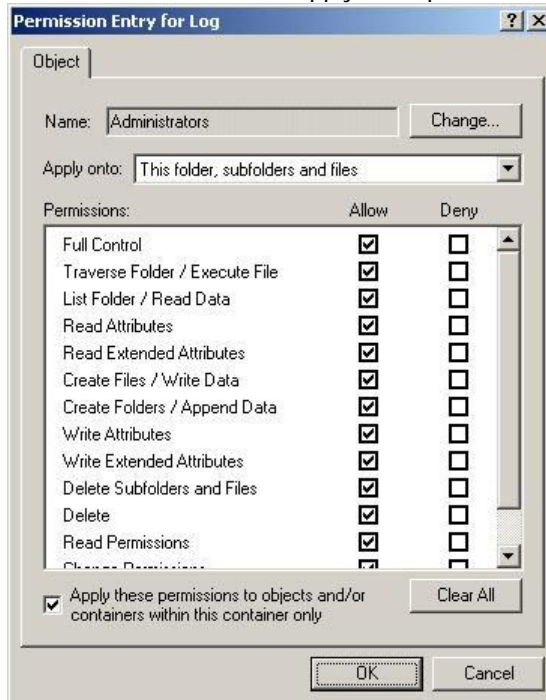 Permission Entry for Log
Object
Name: Administrators Change...
Apply onto: This folder, subfolders and files
Permissions: Allow Deny
Full Control
Traverse Folder / Execute File
List Folder / Read Data
Read Attributes
Read Extended Attributes
Create Files / Write Data
Create Folders / Append Data
Write Attributes
Write Extended Attributes
Delete Subfolders and Files
Delete
Read Permissions
Change Permissions
Apply these permissions to objects and/or
containers within this container only
Clear All
OK Cancel